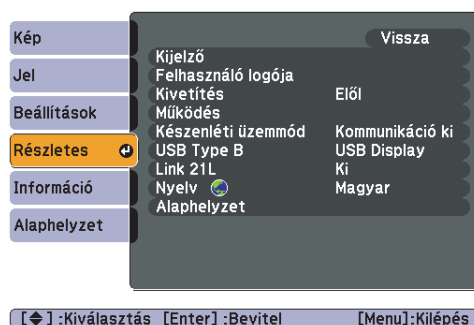 Kép
Jel
Beállítások
Részletes
Információ
Alaphelyzet
Vissza
Kijelző
Felhasználó logója
Kivetítés Elől
Működés
Készenléti üzemmód Kommunikáció ki
USB Type B USB Display
Link 21L Ki
Nyelv Magyar
Alaphelyzet
[ ] :Kiválasztás [Enter] :Bevitel [Menu]:Kilépés